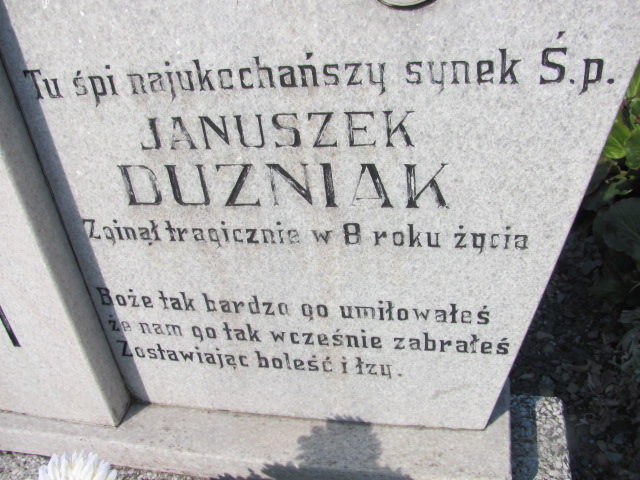 Tu śpi najukochańszy synek Ś.p.
JANUSZEK
DUZNIAK
Zginął tragicznie w 8 roku życia
Boże tak bardzo go umiłowałeś
że nam go tak wcześnie zabrałeś
Zostawiając boleść i łzy.